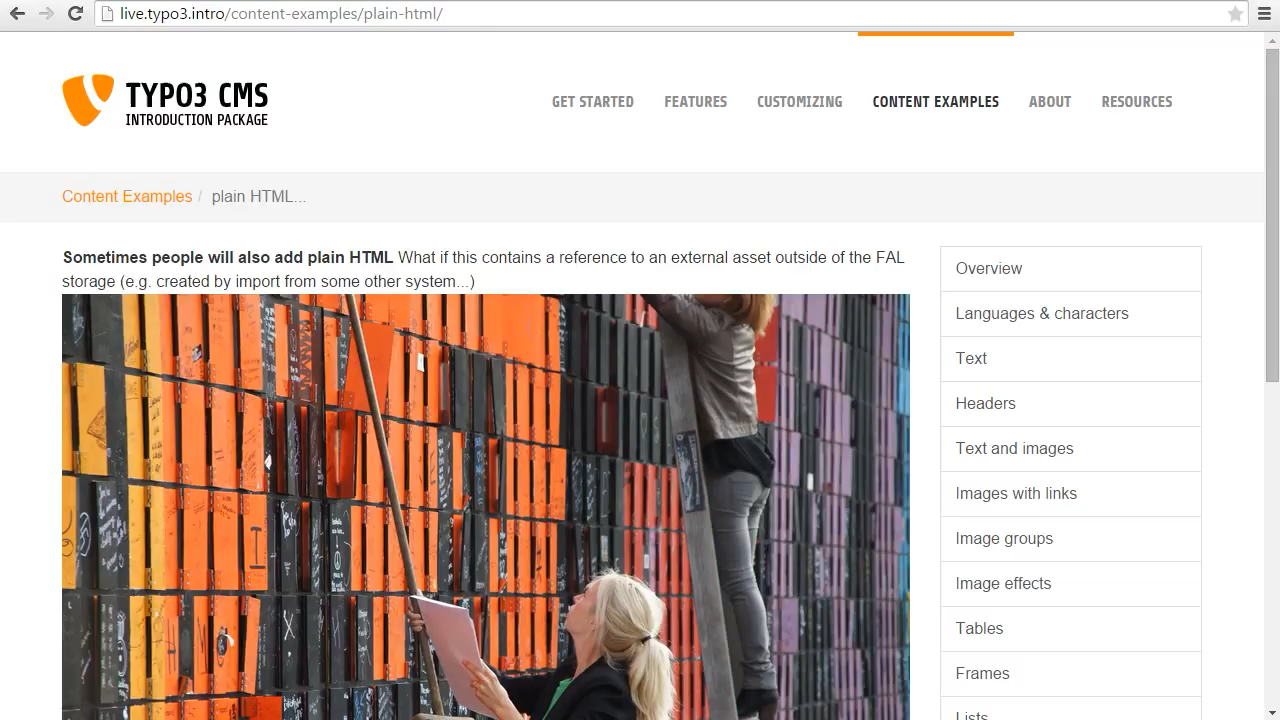 live.typo3.intro/content-examples/plain-html/
TYPO3 CMS
INTRODUCTION PACKAGE
GET STARTED FEATURES CUSTOMIZING CONTENT EXAMPLES ABOUT RESOURCES
Content Examples / plain HTML...
Sometimes people will also add plain HTML What if this contains a reference to an external asset outside of the FAL
storage (e.g. created by import from some other system...)
Overview
Languages & characters
Text
Headers
Text and images
Images with links
Image groups
Image effects
Tables
Frames
Lists